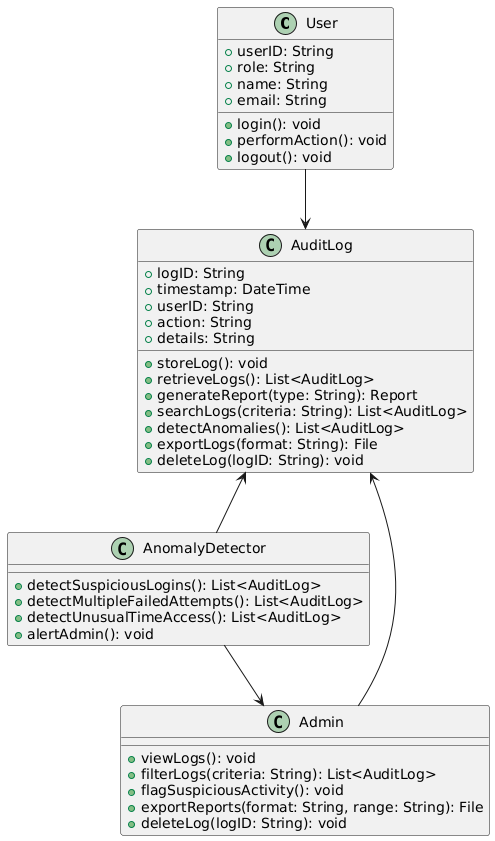 C User
userID: String
role: String
name: String
email: String
login(): void
performAction(): void
logout(): void
C AuditLog
logID: String
timestamp: DateTime
userID: String
action: String
details: String
storeLog(): void
retrieveLogs(): List<AuditLog>
generateReport(type: String): Report
searchLogs(criteria: String): List<AuditLog>
detectAnomalies(): List<AuditLog>
exportLogs(format: String): File
deleteLog(logID: String): void
C AnomalyDetector
detectSuspiciousLogins(): List<AuditLog>
detectMultipleFailedAttempts(): List<AuditLog>
detectUnusualTimeAccess(): List<AuditLog>
alertAdmin(): void
C Admin
viewLogs(): void
filterLogs(criteria: String): List<AuditLog>
flagSuspiciousActivity(): void
exportReports(format: String, range: String): File
deleteLog(logID: String): void